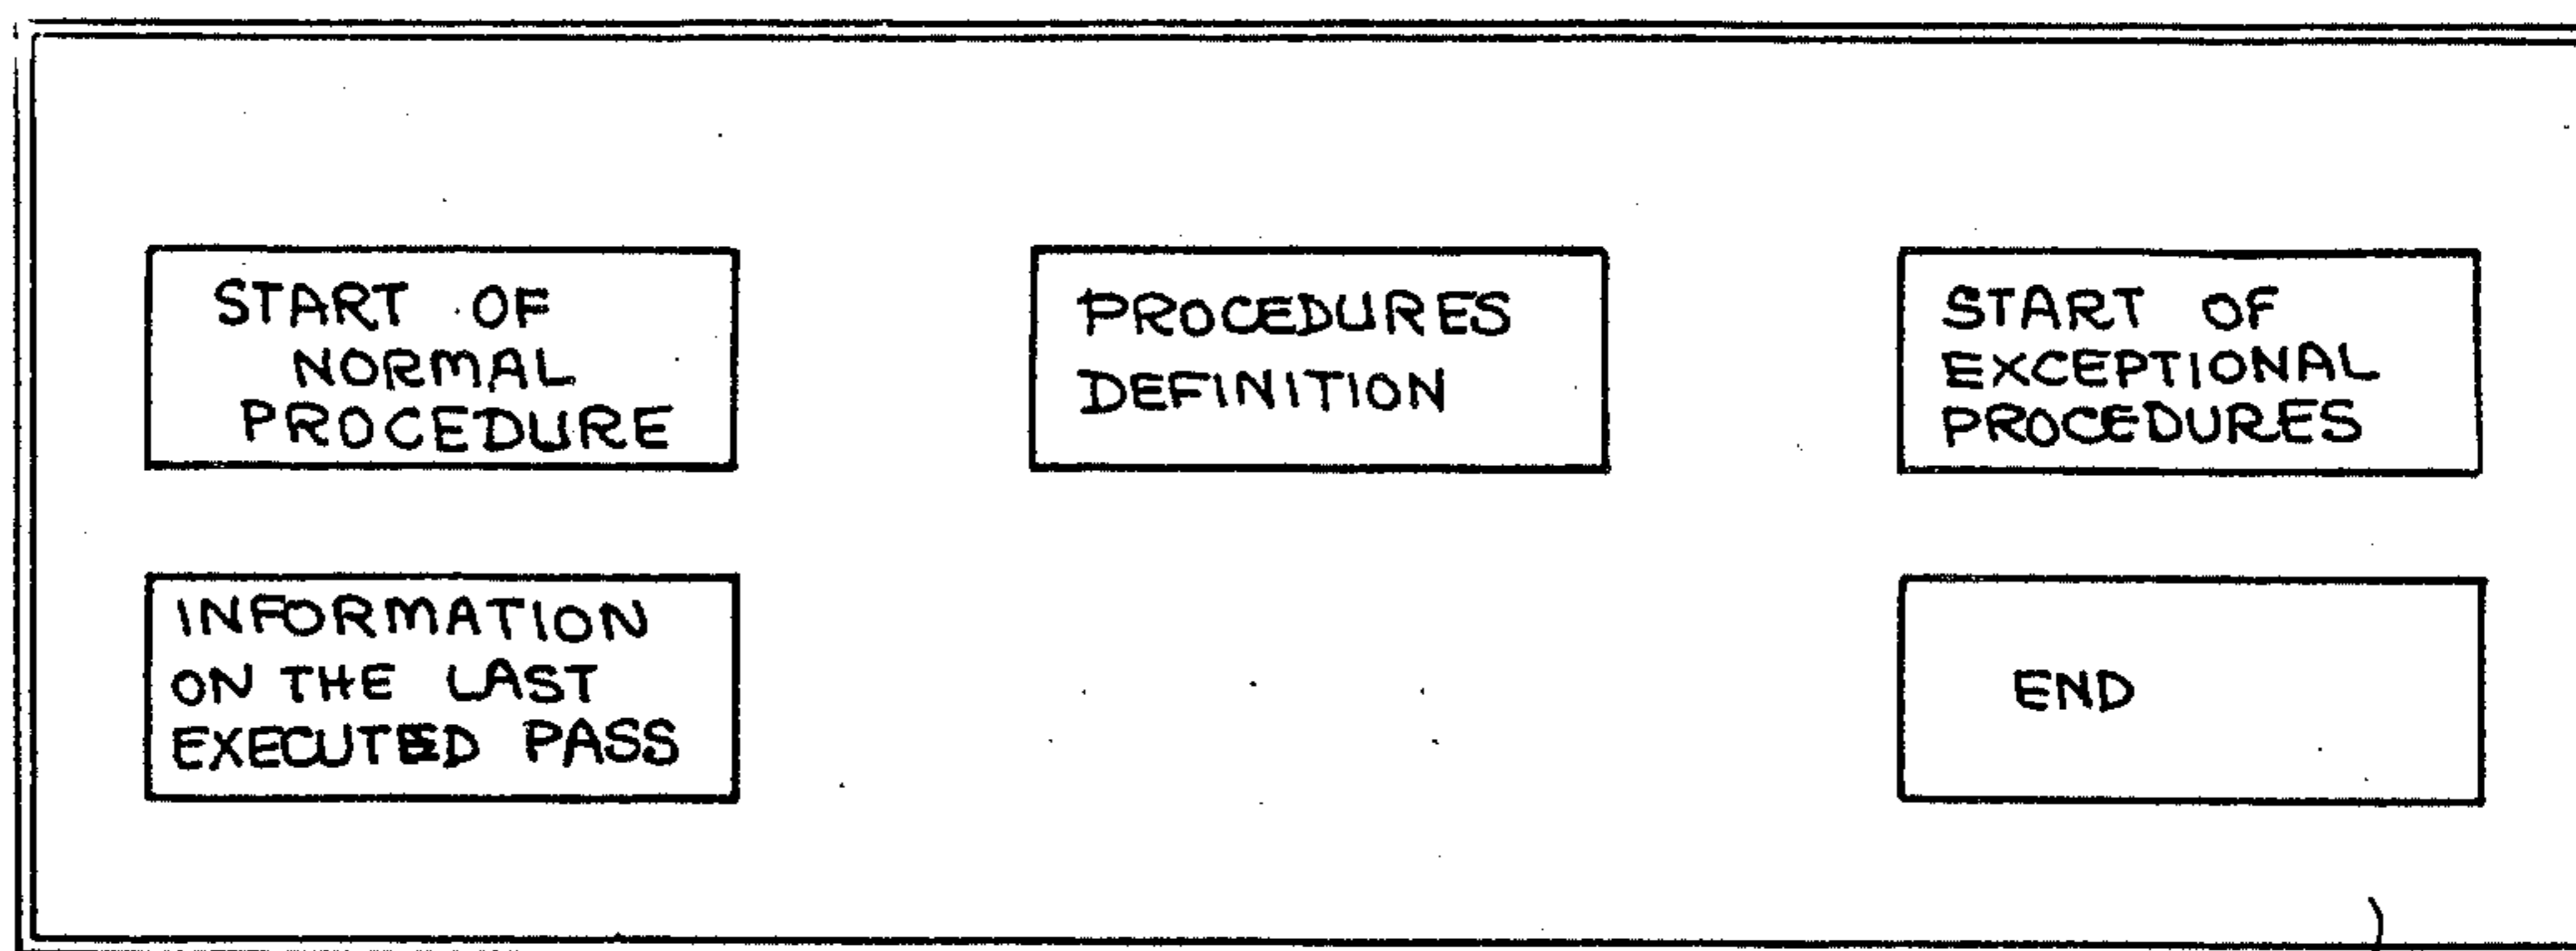 START OF
NORMAL
PROCEDURE
PROCEDURES
DEFINITION
START OF
EXCEPTIONAL
PROCEDURES
INFORMATION
ON THE LAST
EXECUTED PASS
END